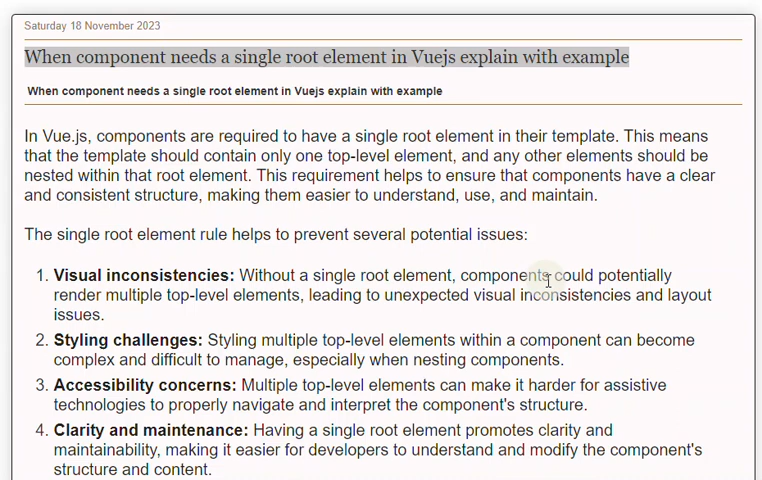 Saturday 18 November 2023
When component needs a single root element in Vuejs explain with example
When component needs a single root element in Vuejs explain with example
In Vue.js, components are required to have a single root element in their template. This means
that the template should contain only one top-level element, and any other elements should be
nested within that root element. This requirement helps to ensure that components have a clear
and consistent structure, making them easier to understand, use, and maintain.
The single root element rule helps to prevent several potential issues:
1. Visual inconsistencies: Without a single root element, components could potentially
render multiple top-level elements, leading to unexpected visual inconsistencies and layout
issues.
2. Styling challenges: Styling multiple top-level elements within a component can become
complex and difficult to manage, especially when nesting components.
3. Accessibility concerns: Multiple top-level elements can make it harder for assistive
technologies to properly navigate and interpret the component's structure.
4. Clarity and maintenance: Having a single root element promotes clarity and
maintainability, making it easier for developers to understand and modify the component's
structure and content.